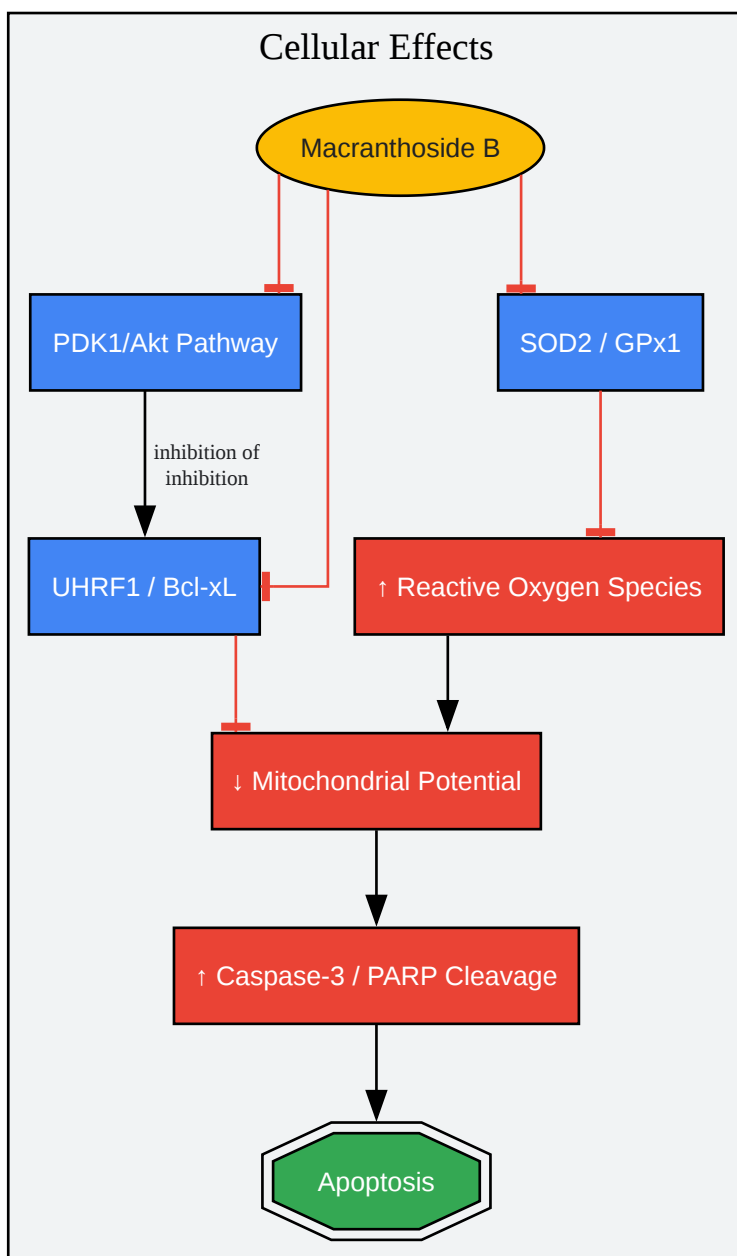 Cellular Effects
Macranthoside B
PDK1/Akt Pathway
SOD2 / GPx1
inhibition of
inhibition
UHRF1 / Bcl-xL
↑ Reactive Oxygen Species
↓ Mitochondrial Potential
↑ Caspase-3 / PARP Cleavage
Apoptosis